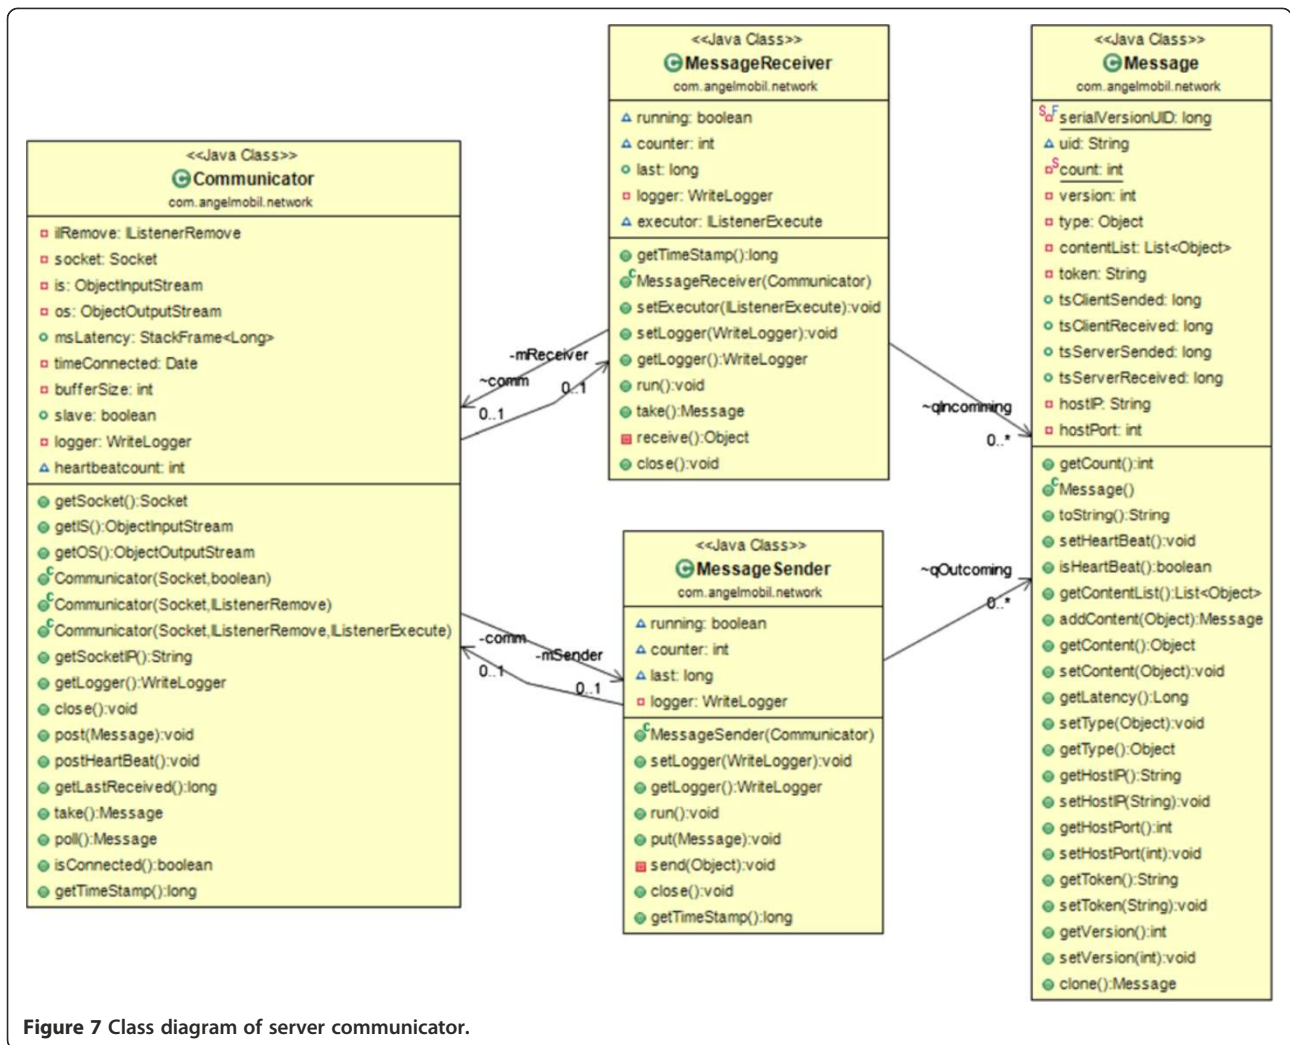 <<Java Class>>
Communicator
com.angelmobil.network
ilRemove: IListenerRemove
socket: Socket
is: ObjectInputStream
os: ObjectOutputStream
msLatency: StackFrame<Long>
timeConnected: Date
bufferSize: int
slave: boolean
logger: WriteLogger
heartbeatcount: int
getSocket():Socket
getIS():ObjectInputStream
getOS():ObjectOutputStream
Communicator(Socket,boolean)
Communicator(Socket,IListenerRemove)
Communicator(Socket,IListenerRemove,IListenerExecute)
getSocketIP():String
getLogger():WriteLogger
close():void
post(Message):void
postHeartBeat():void
getLastReceived():long
take():Message
poll():Message
isConnected():boolean
getTimeStamp():long
-mReceiver
~comm
0..1
0..1
-comm
-mSender
0..1
0..1
<<Java Class>>
MessageReceiver
com.angelmobil.network
running: boolean
counter: int
last: long
logger: WriteLogger
executor: IListenerExecute
getTimeStamp():long
MessageReceiver(Communicator)
setExecutor(IListenerExecute):void
setLogger(WriteLogger):void
getLogger():WriteLogger
run():void
take():Message
receive():Object
close():void
<<Java Class>>
MessageSender
com.angelmobil.network
running: boolean
counter: int
last: long
logger: WriteLogger
MessageSender(Communicator)
setLogger(WriteLogger):void
getLogger():WriteLogger
run():void
put(Message):void
send(Object):void
close():void
getTimeStamp():long
~qIncomming
0..*
~qOutcoming
0..*
<<Java Class>>
Message
com.angelmobil.network
serialVersionUID: long
uid: String
count: int
version: int
type: Object
contentList: List<Object>
token: String
tsClientSended: long
tsClientReceived: long
tsServerSended: long
tsServerReceived: long
hostIP: String
hostPort: int
getCount():int
Message()
toString():String
setHeartBeat():void
isHeartBeat():boolean
getContentList():List<Object>
addContent(Object):Message
getContent():Object
setContent(Object):void
getLatency():Long
setType(Object):void
getType():Object
getHostIP():String
setHostIP(String):void
getHostPort():int
setHostPort(int):void
getToken():String
setToken(String):void
getVersion():int
setVersion(int):void
clone():Message
Figure 7 Class diagram of server communicator.